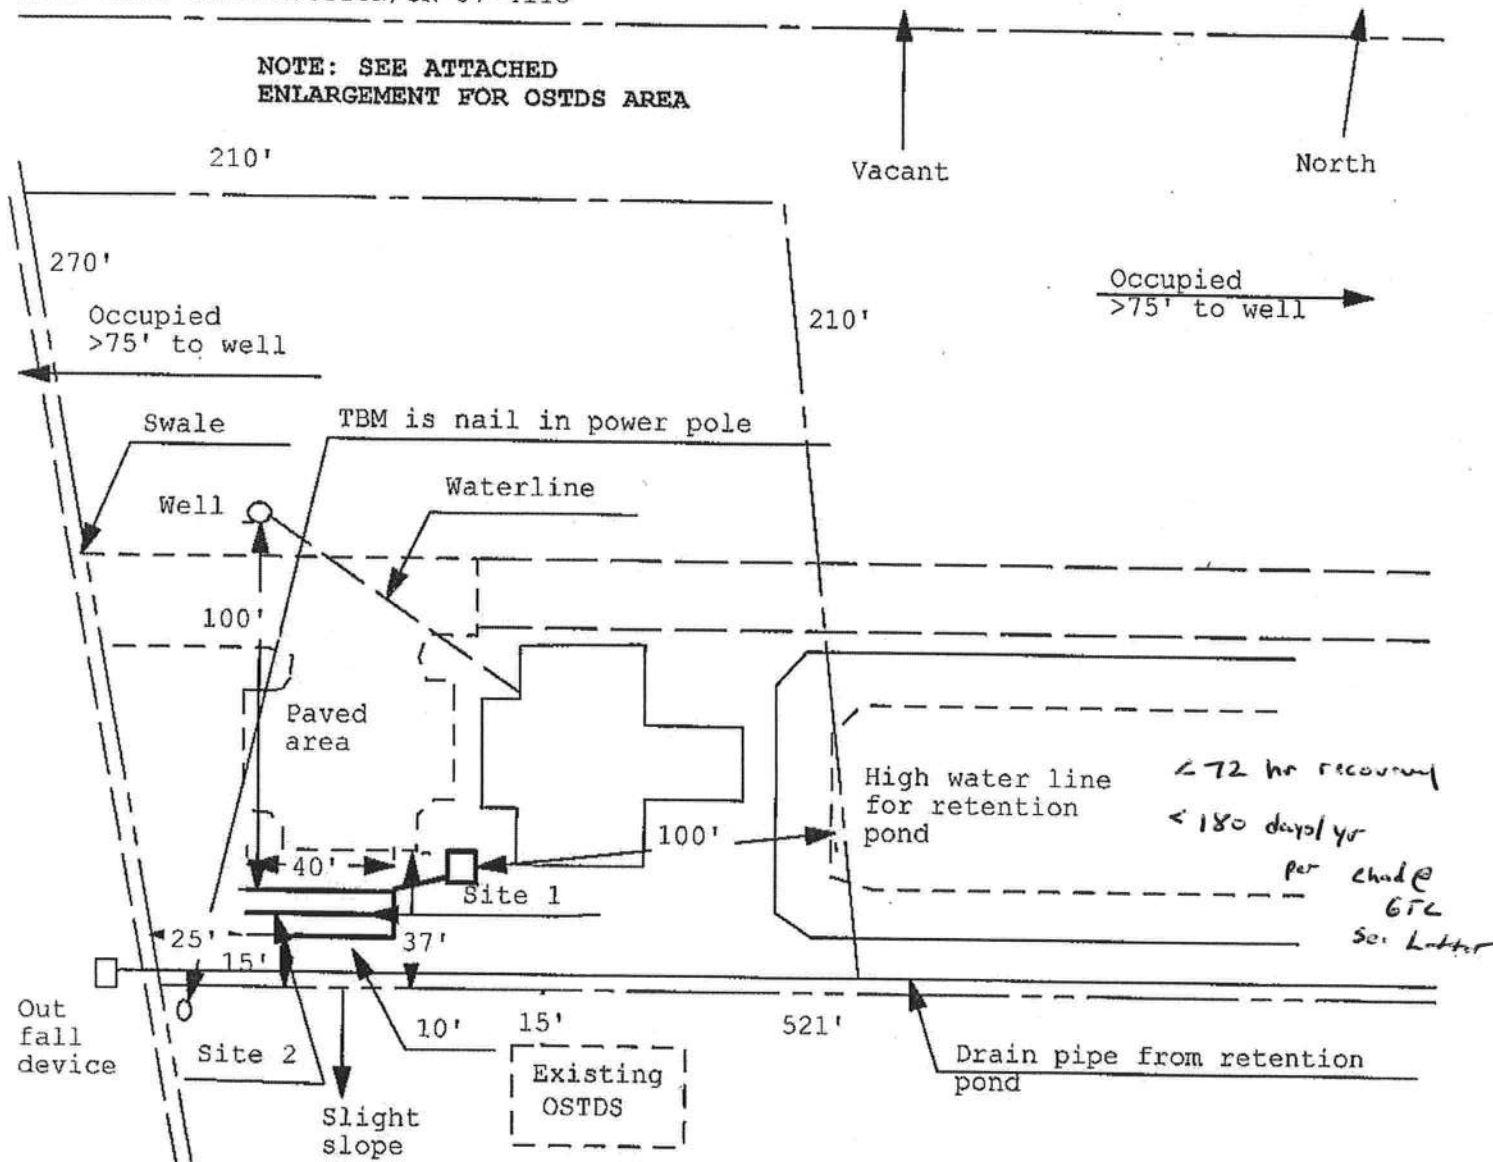 NOTE: SEE ATTACHED
ENLARGEMENT FOR OSTDS AREA
210'
Vacant
North
270'
Occupied
>75' to well
210'
Occupied
>75' to well
Swale
TBM is nail in power pole
Well
Waterline
100'
Paved
area
High water line
for retention
pond
< 72 hr
< 180 days/yr
per Chad @
See Letter
100'
40'
Site 1
25'
37'
15'
Out
fall
device
Site 2
10'
15'
521'
Existing
OSTDS
Drain pipe from retention
pond
Slight
slope